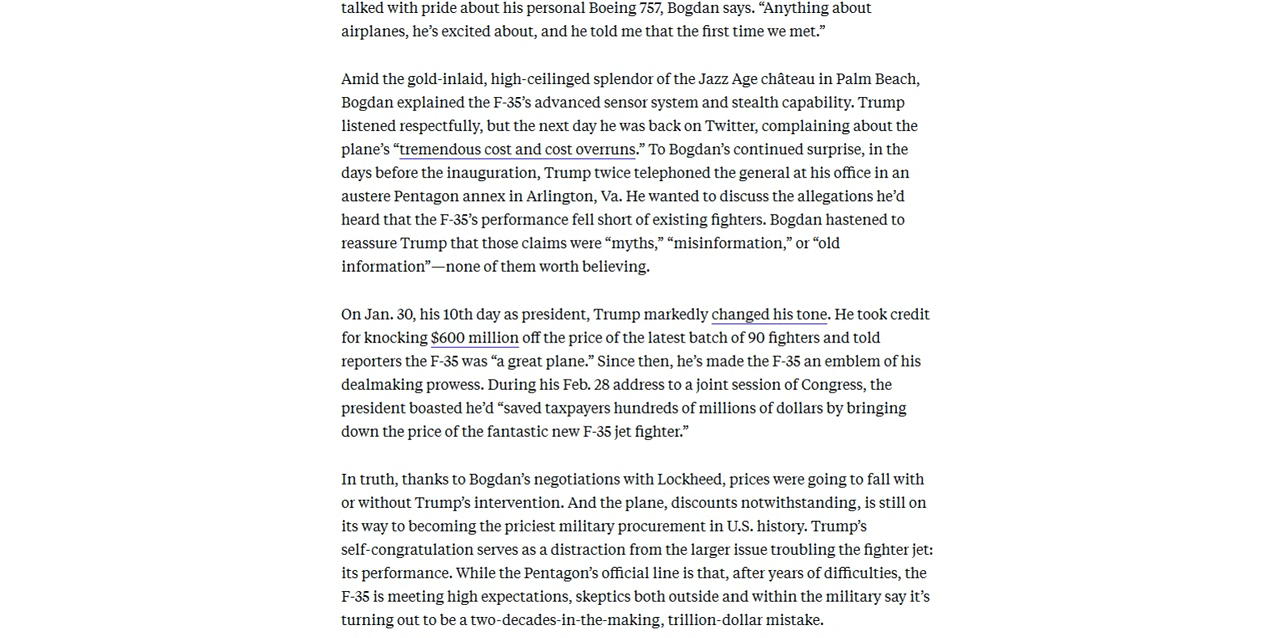 talked with pride about his personal Boeing 757, Bogdan says. “Anything about
airplanes, he’s excited about, and he told me that the first time we met.”
Amid the gold-inlaid, high-ceilinged splendor of the Jazz Age château in Palm Beach,
Bogdan explained the F-35’s advanced sensor system and stealth capability. Trump
listened respectfully, but the next day he was back on Twitter, complaining about the
plane’s “tremendous cost and cost overruns.” To Bogdan’s continued surprise, in the
days before the inauguration, Trump twice telephoned the general at his office in an
austere Pentagon annex in Arlington, Va. He wanted to discuss the allegations he’d
heard that the F-35’s performance fell short of existing fighters. Bogdan hastened to
reassure Trump that those claims were “myths,” “misinformation,” or “old
information”—none of them worth believing.
On Jan. 30, his 10th day as president, Trump markedly changed his tone. He took credit
for knocking $600 million off the price of the latest batch of 90 fighters and told
reporters the F-35 was “a great plane.” Since then, he’s made the F-35 an emblem of his
dealmaking prowess. During his Feb. 28 address to a joint session of Congress, the
president boasted he’d “saved taxpayers hundreds of millions of dollars by bringing
down the price of the fantastic new F-35 jet fighter.”
In truth, thanks to Bogdan’s negotiations with Lockheed, prices were going to fall with
or without Trump’s intervention. And the plane, discounts notwithstanding, is still on
its way to becoming the priciest military procurement in U.S. history. Trump’s
self-congratulation serves as a distraction from the larger issue troubling the fighter jet:
its performance. While the Pentagon’s official line is that, after years of difficulties, the
F-35 is meeting high expectations, skeptics both outside and within the military say it’s
turning out to be a two-decades-in-the-making, trillion-dollar mistake.